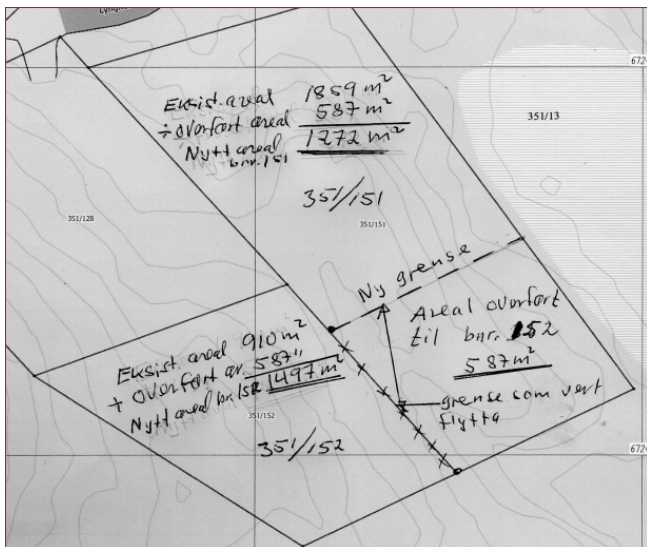 6724
Eksist. areal 1859 m²
÷ overført areal 587
Nytt areal 1272 m²
bnr. 151
351/13
351/151
351/128
351/151
Ny grense
Areal overført
til bnr. 152
587 m²
Eksist. areal 910 m²
+ overført ar. 587 "
Nytt areal bnr. 152 1497 m²
351/152
grense som vert
flytta
351/152
6724